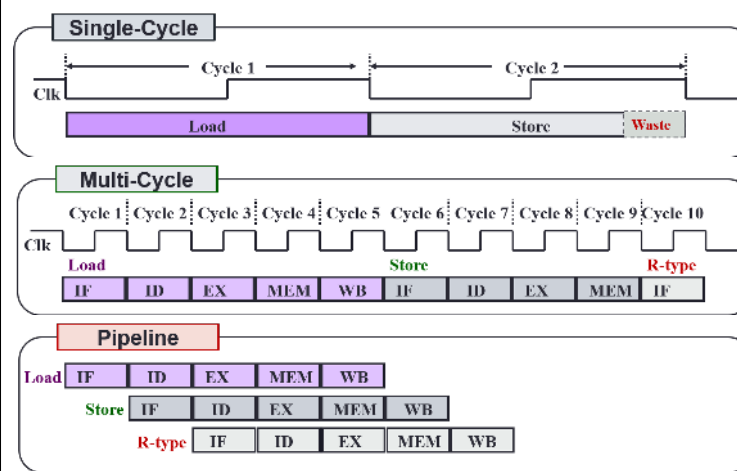 Single-Cycle
Cycle 1 Cycle 2
Clk
Load Store Waste
Multi-Cycle
Cycle 1 Cycle 2 Cycle 3 Cycle 4 Cycle 5 Cycle 6 Cycle 7 Cycle 8 Cycle 9 Cycle 10
Clk
Load Store R-type
IF ID EX MEM WB IF ID EX MEM IF
Pipeline
Load IF ID EX MEM WB
Store IF ID EX MEM WB
R-type IF ID EX MEM WB